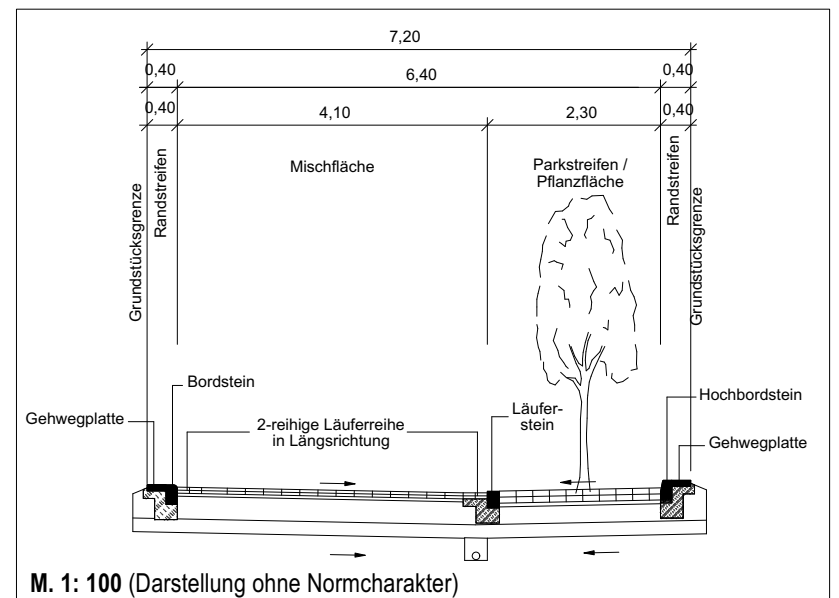 7,20
0,40 6,40 0,40
0,40 4,10 2,30 0,40
Grundstücksgrenze
Randstreifen
Mischfläche
Parkstreifen /
Pflanzfläche
Randstreifen
Grundstücksgrenze
Bordstein
Gehwegplatte
2-reihige Läuferreihe
in Längsrichtung
Läufer-
stein
Hochbordstein
Gehwegplatte
M. 1: 100 (Darstellung ohne Normcharakter)